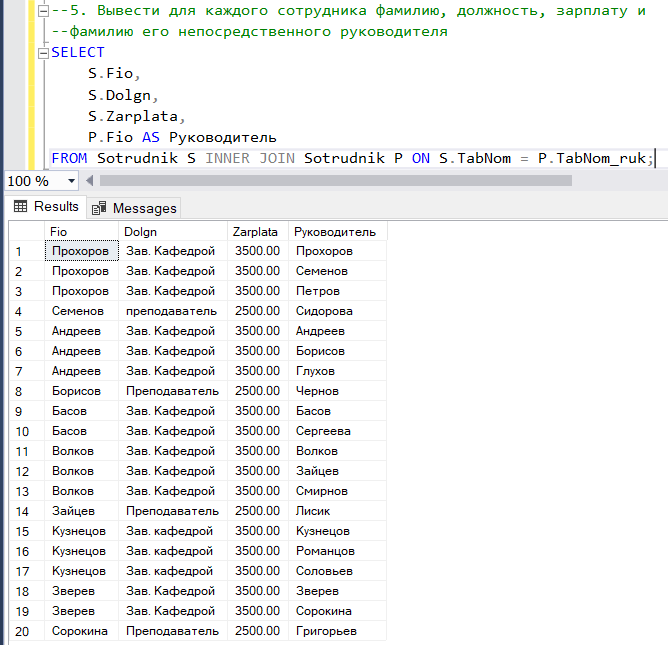 --5. Вывести для каждого сотрудника фамилию, должность, зарплату и
--фамилию его непосредственного руководителя
SELECT
S.Fio,
S.Dolgn,
S.Zarplata,
P.Fio AS Руководитель
FROM Sotrudnik S INNER JOIN Sotrudnik P ON S.TabNom = P.TabNom_ruk;
100 %
Results Messages
Fio Dolgn Zarplata Руководитель
1 Прохоров Зав. Кафедрой 3500.00 Прохоров
2 Прохоров Зав. Кафедрой 3500.00 Семенов
3 Прохоров Зав. Кафедрой 3500.00 Петров
4 Семенов преподаватель 2500.00 Сидорова
5 Андреев Зав. Кафедрой 3500.00 Андреев
6 Андреев Зав. Кафедрой 3500.00 Борисов
7 Андреев Зав. Кафедрой 3500.00 Глухов
8 Борисов Преподаватель 2500.00 Чернов
9 Басов Зав. Кафедрой 3500.00 Басов
10 Басов Зав. Кафедрой 3500.00 Сергеева
11 Волков Зав. Кафедрой 3500.00 Волков
12 Волков Зав. Кафедрой 3500.00 Зайцев
13 Волков Зав. Кафедрой 3500.00 Смирнов
14 Зайцев Преподаватель 2500.00 Лисик
15 Кузнецов Зав. кафедрой 3500.00 Кузнецов
16 Кузнецов Зав. кафедрой 3500.00 Романцов
17 Кузнецов Зав. кафедрой 3500.00 Соловьев
18 Зверев Зав. Кафедрой 3500.00 Зверев
19 Зверев Зав. Кафедрой 3500.00 Сорокина
20 Сорокина Преподаватель 2500.00 Григорьев